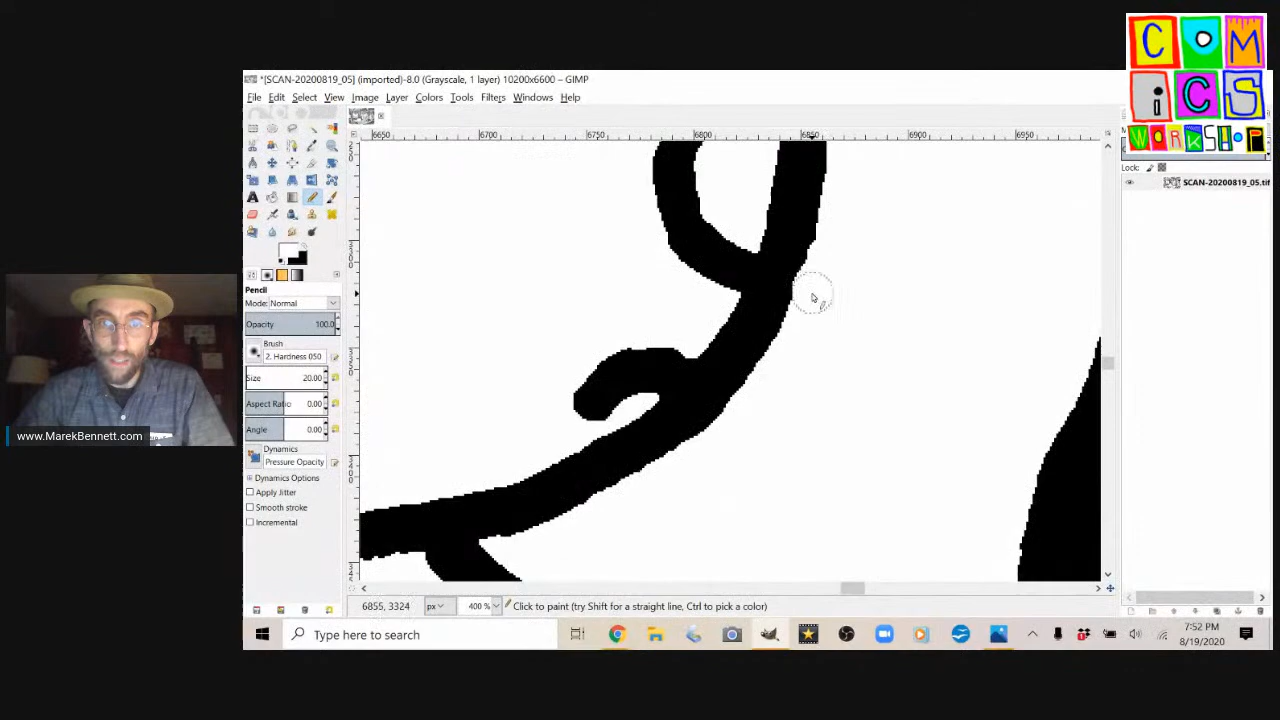 COM
iCS
WORKSHOP
*[SCAN-20200819_05] (imported)-8.0 (Grayscale, 1 layer) 10200x6600 – GIMP
File Edit Select View Image Layer Colors Tools Filters Windows Help
6650 6700 6750 6800 6850 6900 6950
Lock:
SCAN-20200819_05.tif
Pencil
Mode: Normal
Opacity 100.0
Brush
2. Hardness 050
Size 20.00
Aspect Ratio 0.00
Angle 0.00
Dynamics
Pressure Opacity
Dynamics Options
Apply Jitter
Smooth stroke
Incremental
www.MarekBennett.com
6855, 3324 px 400 % Click to paint (try Shift for a straight line, Ctrl to pick a color)
Type here to search
7:52 PM
8/19/2020